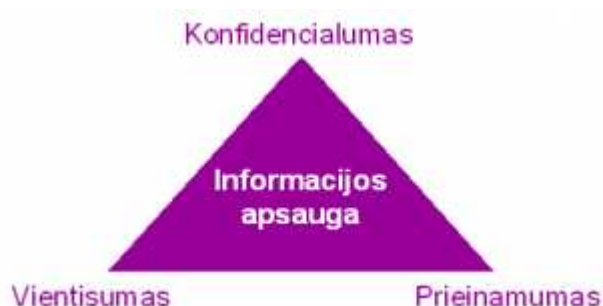 Konfidencialumas
Informacijos
apsauga
Vientisumas
Prieinamumas